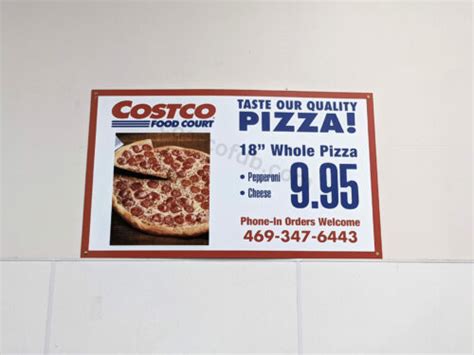 COSTCO
FOOD COURT
TASTE OUR QUALITY
PIZZA!
18" Whole Pizza
• Pepperoni
• Cheese
9.95
Phone-In Orders Welcome
469-347-6443